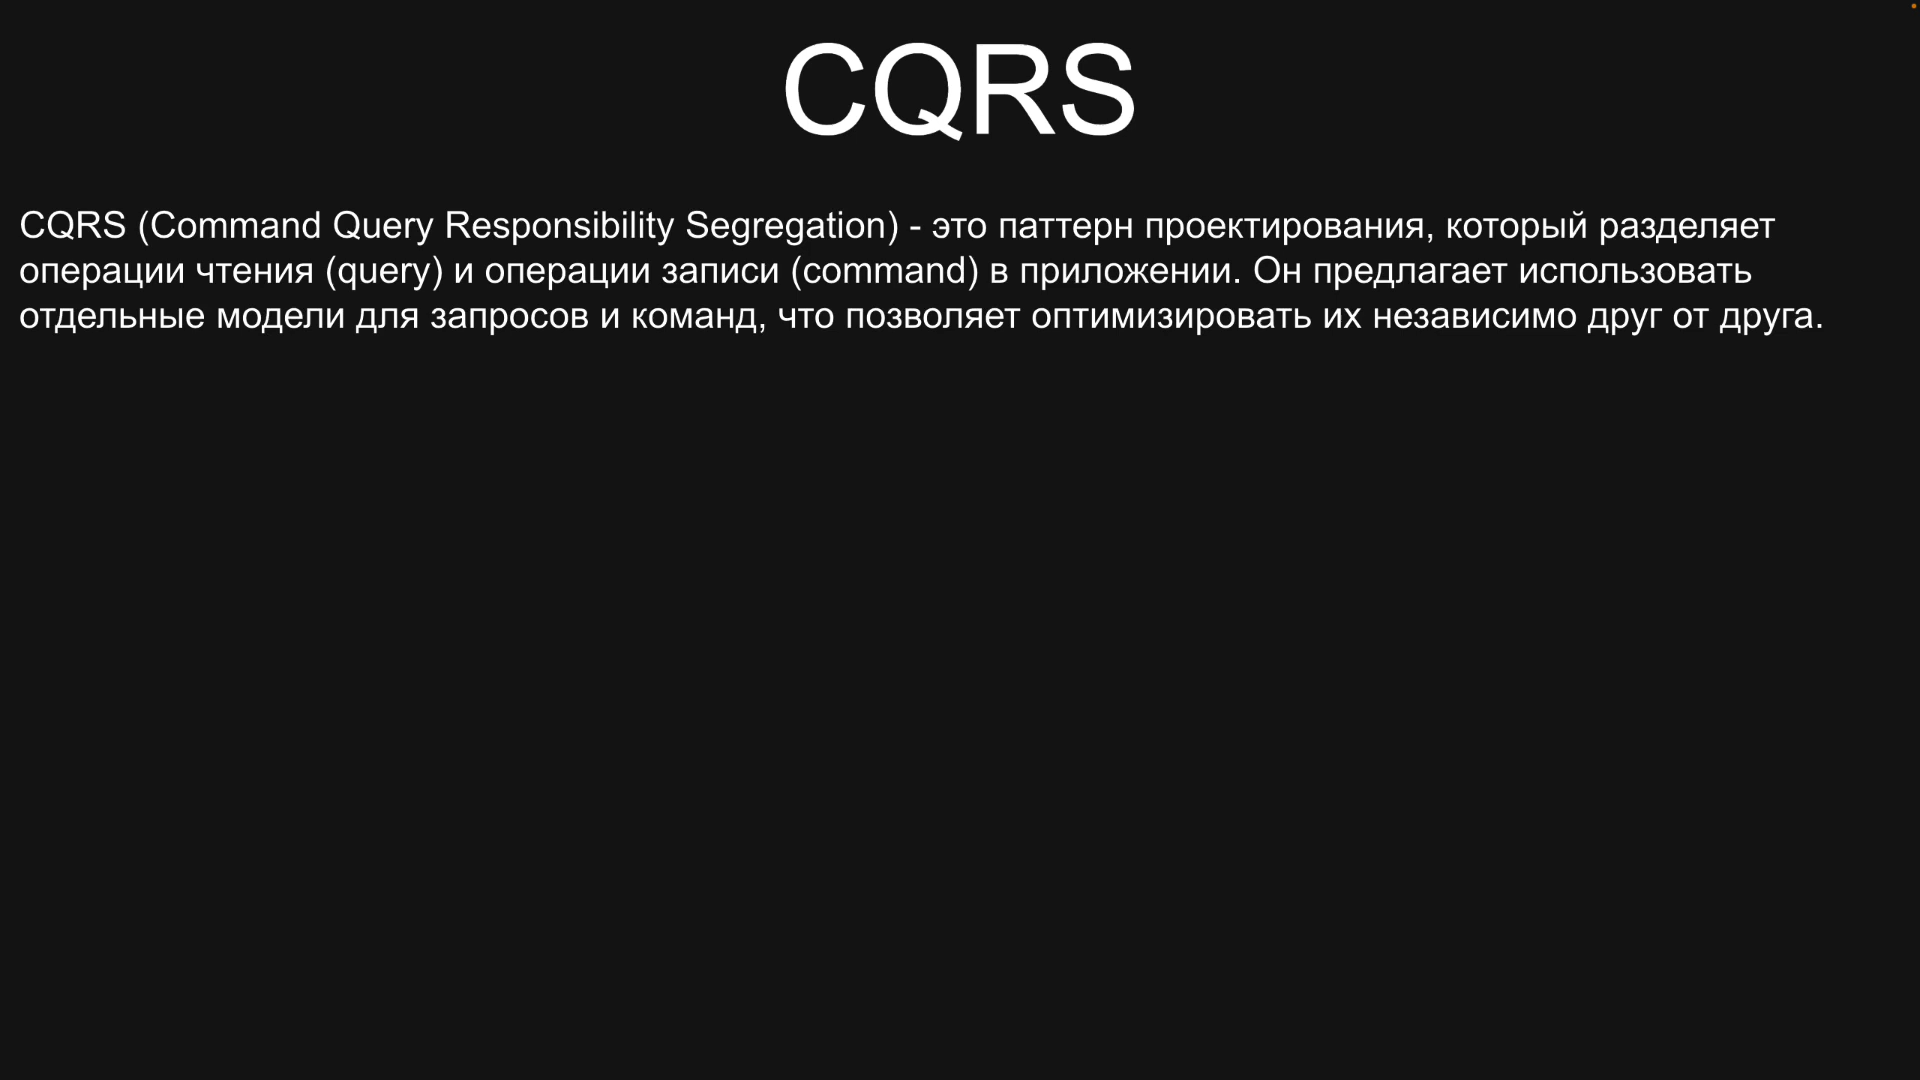 CQRS
CQRS (Command Query Responsibility Segregation) - это паттерн проектирования, который разделяет
операции чтения (query) и операции записи (command) в приложении. Он предлагает использовать
отдельные модели для запросов и команд, что позволяет оптимизировать их независимо друг от друга.